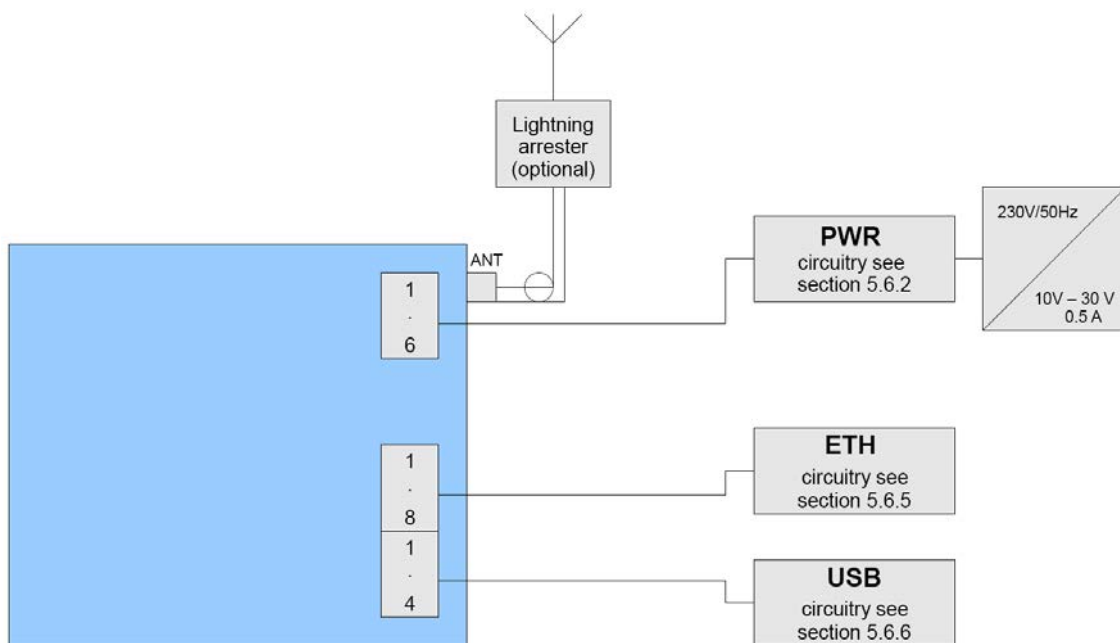 Lightning
arrester
(optional)
ANT
1
.
6
PWR
circuitry see
section 5.6.2
230V/50Hz
10V – 30 V
0.5 A
1
.
8
ETH
circuitry see
section 5.6.5
1
.
4
USB
circuitry see
section 5.6.6